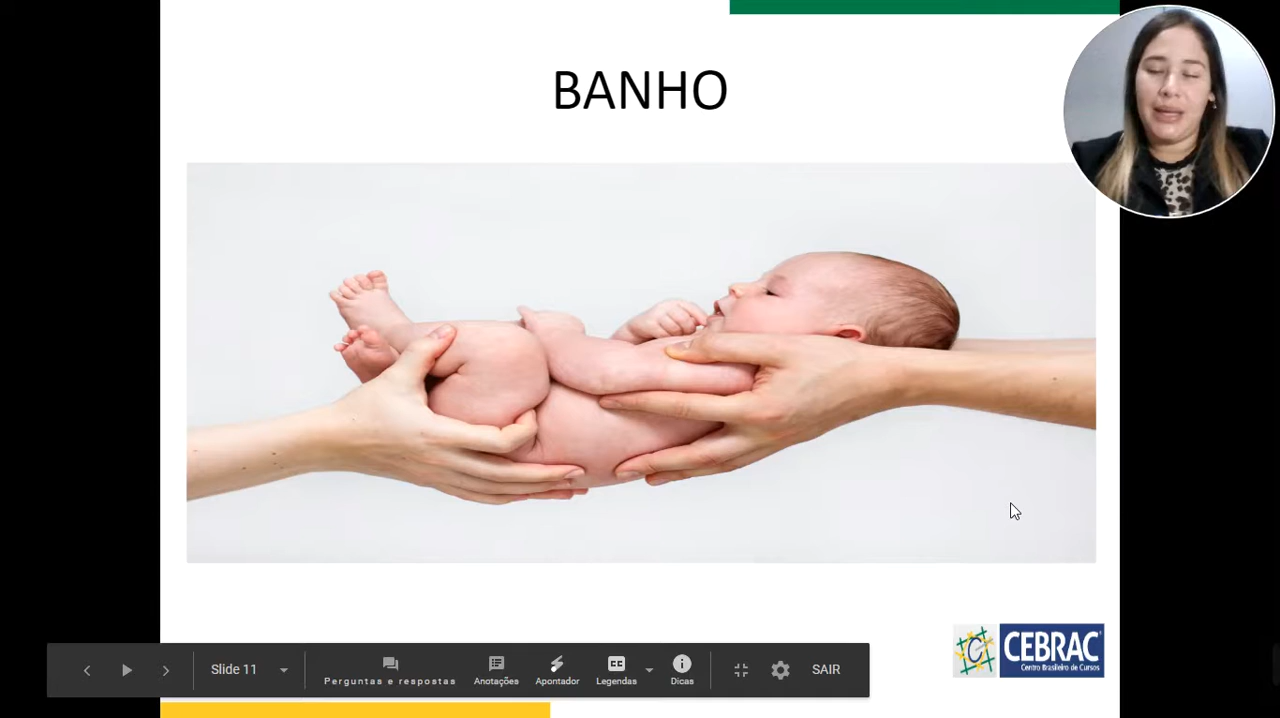 BANHO
CEBRAC
Centro Brasileiro de Cursos
Slide 11
Perguntas e respostas
Anotações
Apontador
Legendas
Dicas
SAIR